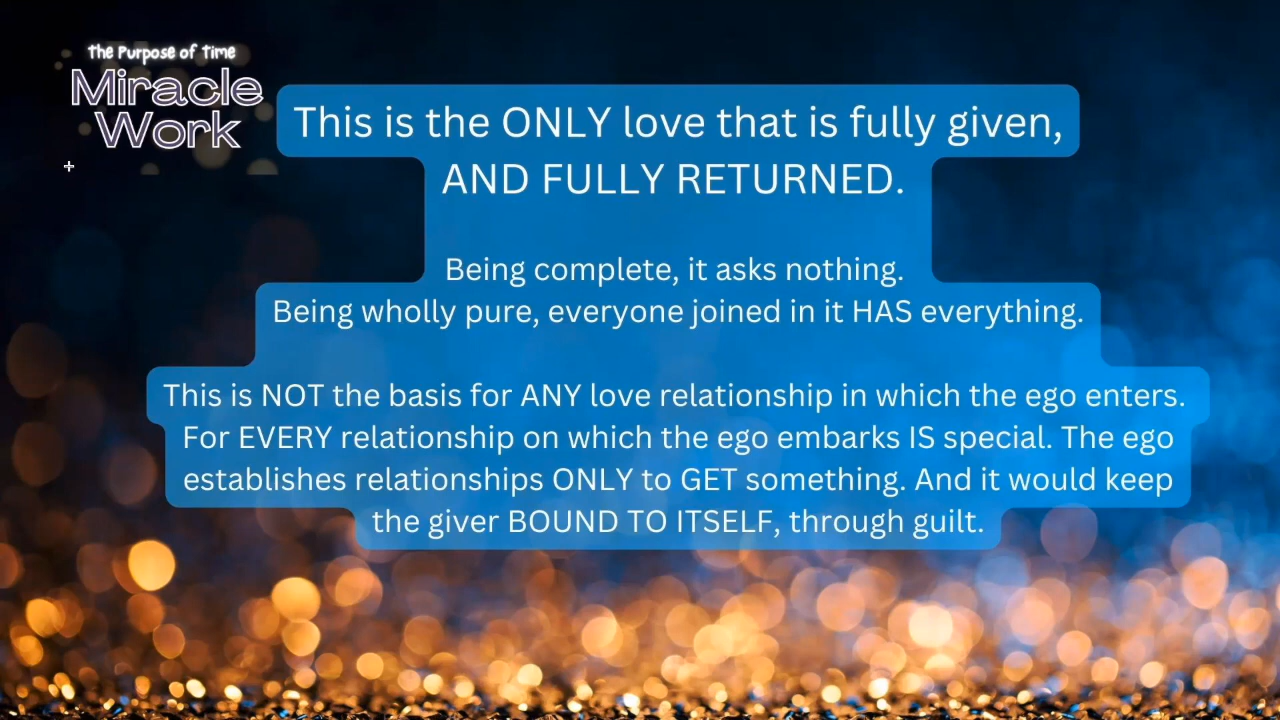 The Purpose of Time
Miracle
Work
This is the ONLY love that is fully given,
AND FULLY RETURNED.
Being complete, it asks nothing.
Being wholly pure, everyone joined in it HAS everything.
This is NOT the basis for ANY love relationship in which the ego enters.
For EVERY relationship on which the ego embarks IS special. The ego
establishes relationships ONLY to GET something. And it would keep
the giver BOUND TO ITSELF, through guilt.